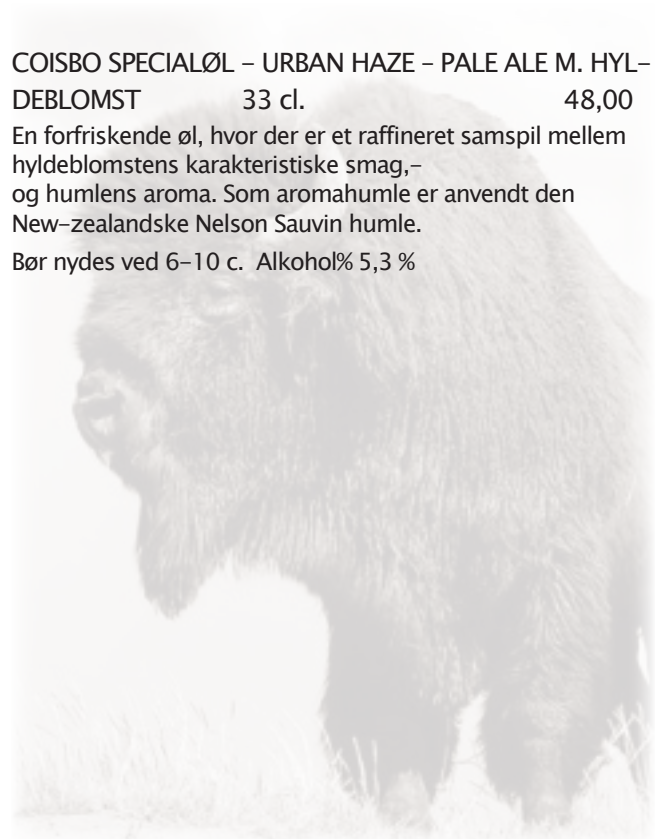 COISBO SPECIALØL – URBAN HAZE – PALE ALE M. HYL–
DEBLOMST 33 cl. 48,00
En forfriskende øl, hvor der er et raffineret samspil mellem
hyldeblomstens karakteristiske smag,–
og humlens aroma. Som aromahumle er anvendt den
New–zealandske Nelson Sauvin humle.
Bør nydes ved 6–10 c. Alkohol% 5,3 %